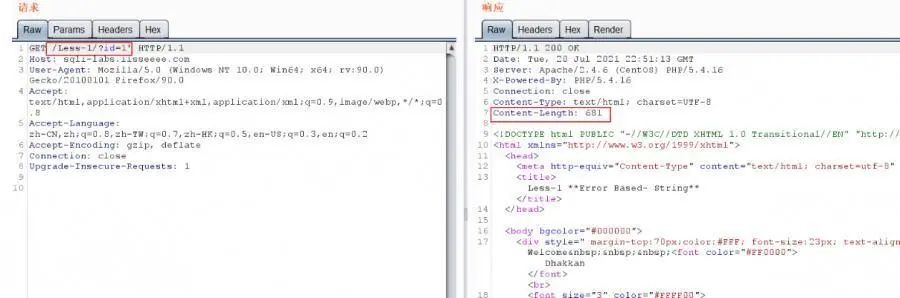 请求
Raw Params Headers Hex
1 GET /Less-1/?id=1' HTTP/1.1
2 Host: sqli-labs.lisseeee.com
3 User-Agent: Mozilla/5.0 (Windows NT 10.0; Win64; x64; rv:90.0)
Gecko/20100101 Firefox/90.0
4 Accept:
text/html,application/xhtml+xml,application/xml;q=0.9,image/webp,*/*;q=0
.8
5 Accept-Language:
zh-CN,zh;q=0.8,zh-TW;q=0.7,zh-HK;q=0.5,en-US;q=0.3,en;q=0.2
6 Accept-Encoding: gzip, deflate
7 Connection: close
8 Upgrade-Insecure-Requests: 1
9
10
响应
Raw Headers Hex Render
1 HTTP/1.1 200 OK
2 Date: Tue, 20 Jul 2021 22:51:13 GMT
3 Server: Apache/2.4.6 (CentOS) PHP/5.4.16
4 X-Powered-By: PHP/5.4.16
5 Connection: close
6 Content-Type: text/html; charset=UTF-8
7 Content-Length: 681
8
9 <!DOCTYPE html PUBLIC "-//W3C//DTD XHTML 1.0 Transitional//EN" "http:/
10 <html xmlns="http://www.w3.org/1999/xhtml">
11 <head>
12 <meta http-equiv="Content-Type" content="text/html; charset=utf-8"
13 <title>
Less-1 **Error Based- String**
</title>
14 </head>
15
16 <body bgcolor="#000000">
17 <div style=" margin-top:70px;color:#FFF; font-size:23px; text-align
Welcome&nbsp;&nbsp;&nbsp;<font color="#FF0000">
Dhakkan
</font>
<br>
18 <font size="3" color="#FFFF00">